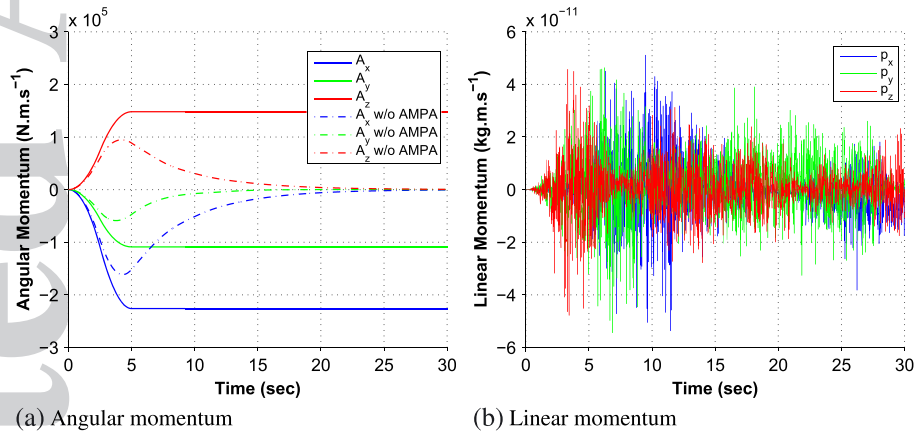 x 10^5
3
2
1
0
−1
−2
−3
0 5 10 15 20 25 30
Angular Momentum (N.m.s^−1)
Time (sec)
A_x
A_y
A_z
A_x w/o AMPA
A_y w/o AMPA
A_z w/o AMPA
(a) Angular momentum
x 10^−11
6
4
2
0
−2
−4
−6
0 5 10 15 20 25 30
Linear Momentum (kg.m.s^−1)
Time (sec)
p_x
p_y
p_z
(b) Linear momentum